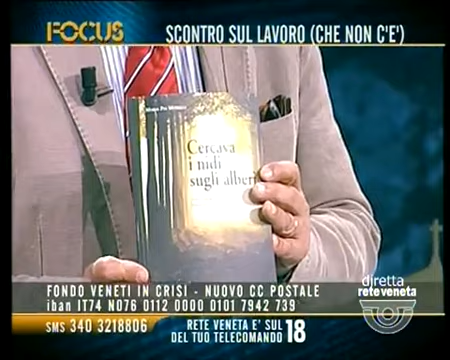 FOCUS
SCONTRO SUL LAVORO (CHE NON C'E')
Cercava
i nidi
sugli alberi
FONDO VENETI IN CRISI - NUOVO CC POSTALE
iban IT74 N076 0112 0000 0101 7942 739
diretta
reteveneta
SMS 340 3218806
RETE VENETA E' SUL
DEL TUO TELECOMANDO 18